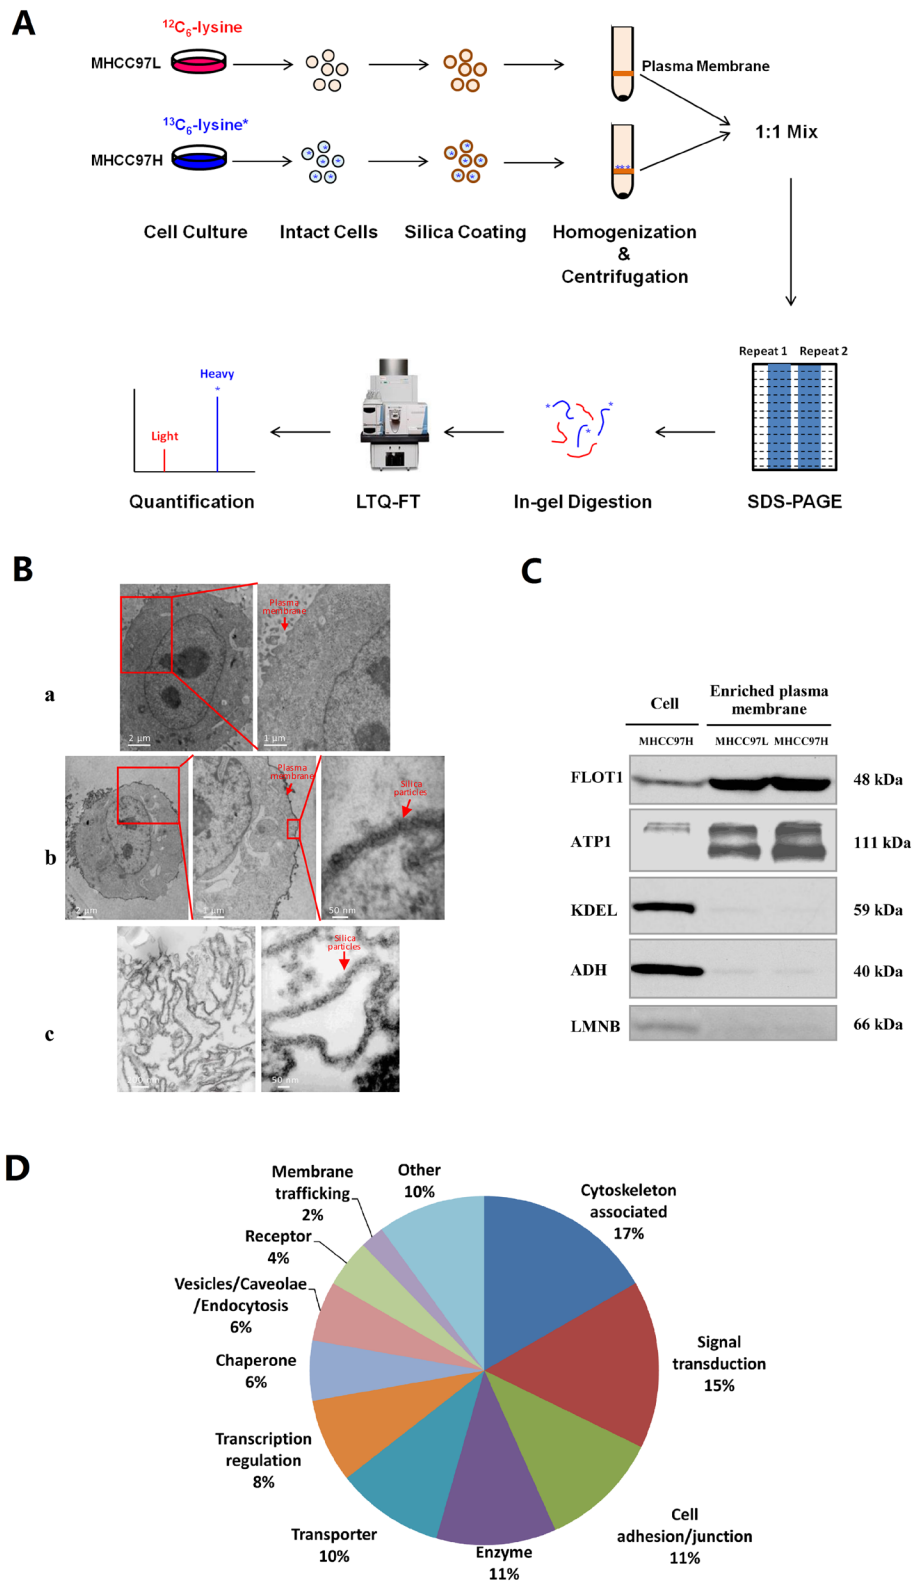 A
12C6-lysine
MHCC97L
Plasma Membrane
13C6-lysine*
MHCC97H
1:1 Mix
***
Cell Culture
Intact Cells
Silica Coating
Homogenization
&
Centrifugation
Repeat 1
Repeat 2
Heavy
*
Light
Quantification
LTQ-FT
In-gel Digestion
SDS-PAGE
B
a
Plasma
membrane
2 μm
1 μm
b
Plasma
membrane
Silica
particles
2 μm
1 μm
50 nm
c
Silica
particles
50 nm
C
Cell
Enriched plasma
membrane
MHCC97H
MHCC97L
MHCC97H
FLOT1
48 kDa
ATP1
111 kDa
KDEL
59 kDa
ADH
40 kDa
LMNB
66 kDa
D
Membrane
trafficking
2%
Other
10%
Cytoskeleton
associated
17%
Receptor
4%
Vesicles/Caveolae
/Endocytosis
6%
Signal
transduction
15%
Chaperone
6%
Transcription
regulation
8%
Transporter
10%
Enzyme
11%
Cell
adhesion/junction
11%